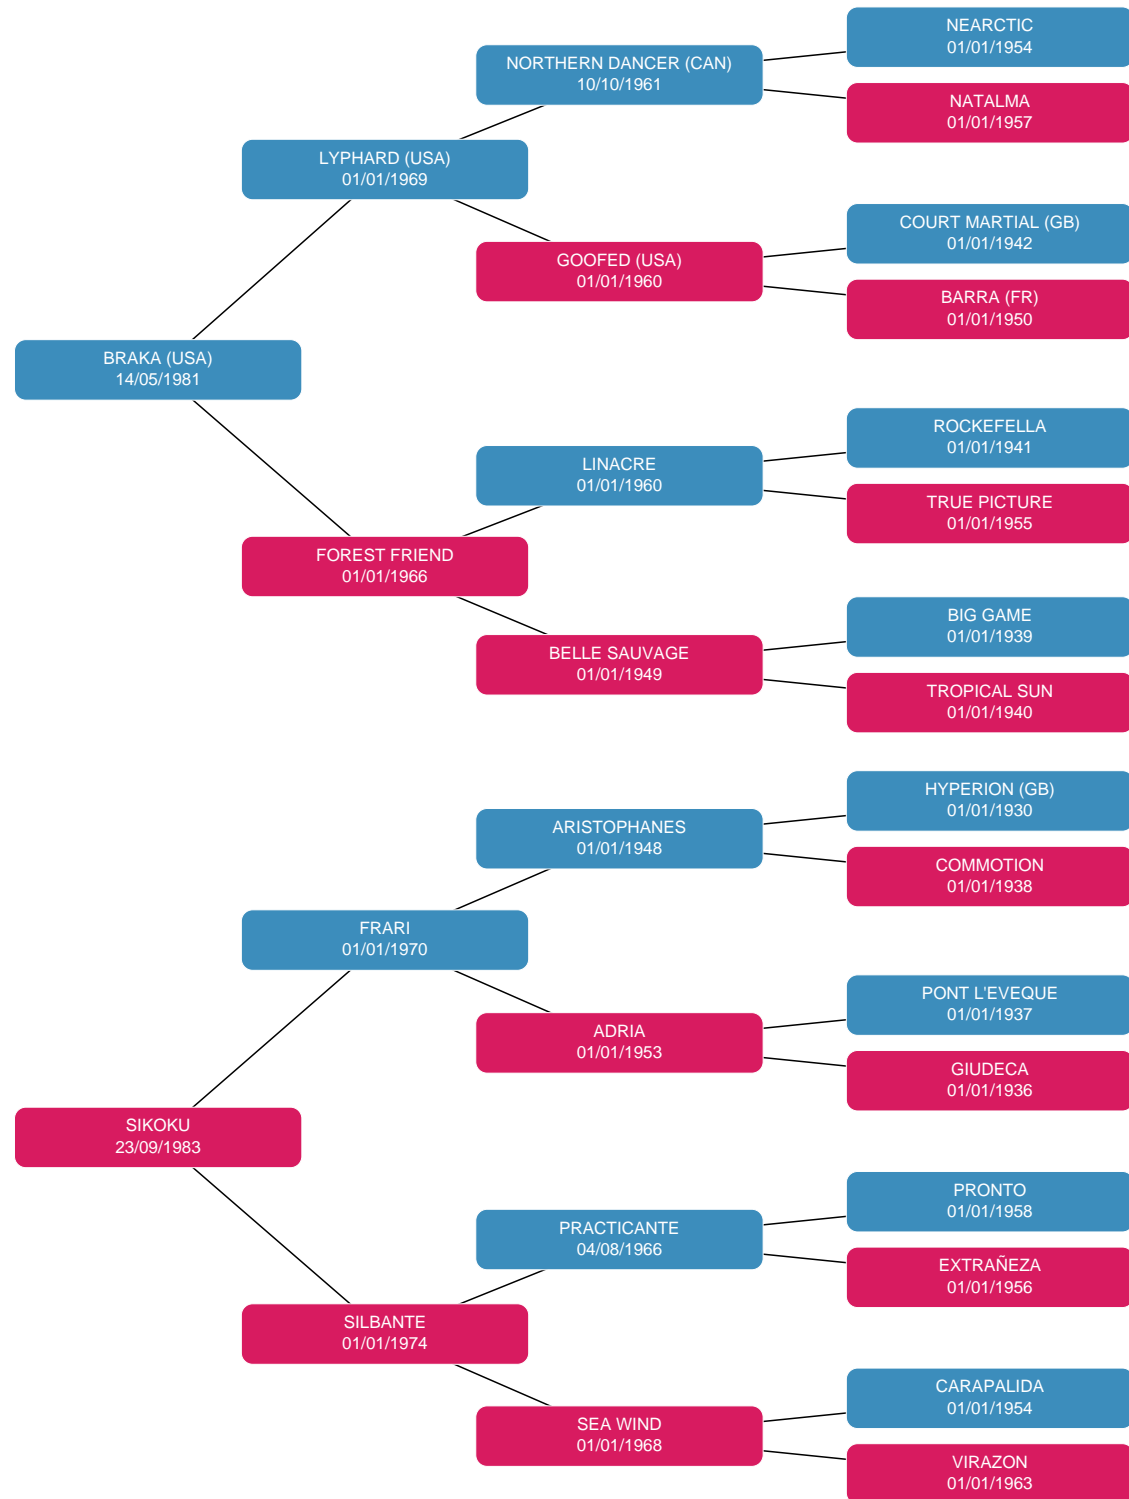 NEARCTIC
01/01/1954
NORTHERN DANCER (CAN)
10/10/1961
NATALMA
01/01/1957
LYPHARD (USA)
01/01/1969
COURT MARTIAL (GB)
01/01/1942
GOOFED (USA)
01/01/1960
BARRA (FR)
01/01/1950
BRAKA (USA)
14/05/1981
ROCKEFELLA
01/01/1941
LINACRE
01/01/1960
TRUE PICTURE
01/01/1955
FOREST FRIEND
01/01/1966
BIG GAME
01/01/1939
BELLE SAUVAGE
01/01/1949
TROPICAL SUN
01/01/1940
HYPERION (GB)
01/01/1930
ARISTOPHANES
01/01/1948
COMMOTION
01/01/1938
FRARI
01/01/1970
PONT L'EVEQUE
01/01/1937
ADRIA
01/01/1953
GIUDECA
01/01/1936
SIKOKU
23/09/1983
PRONTO
01/01/1958
PRACTICANTE
04/08/1966
EXTRAÑEZA
01/01/1956
SILBANTE
01/01/1974
CARAPALIDA
01/01/1954
SEA WIND
01/01/1968
VIRAZON
01/01/1963